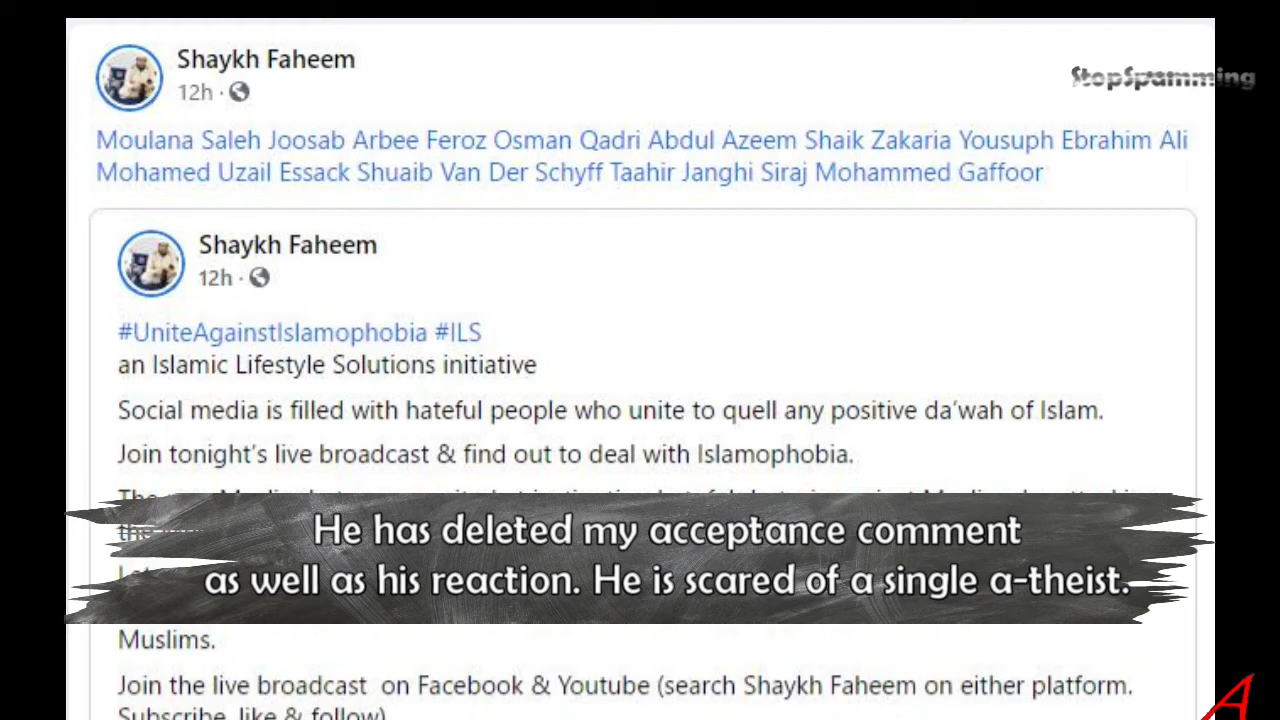 Shaykh Faheem
12h ·
StopSpamming
Moulana Saleh Joosab Arbee Feroz Osman Qadri Abdul Azeem Shaik Zakaria Yousuph Ebrahim Ali
Mohamed Uzail Essack Shuaib Van Der Schyff Taahir Janghi Siraj Mohammed Gaffoor
Shaykh Faheem
12h ·
#UniteAgainstIslamophobia #ILS
an Islamic Lifestyle Solutions initiative
Social media is filled with hateful people who unite to quell any positive da'wah of Islam.
Join tonight's live broadcast & find out to deal with Islamophobia.
He has deleted my acceptance comment
as well as his reaction. He is scared of a single a-theist.
Muslims.
Join the live broadcast on Facebook & Youtube (search Shaykh Faheem on either platform.
Subscribe, like & follow)
A